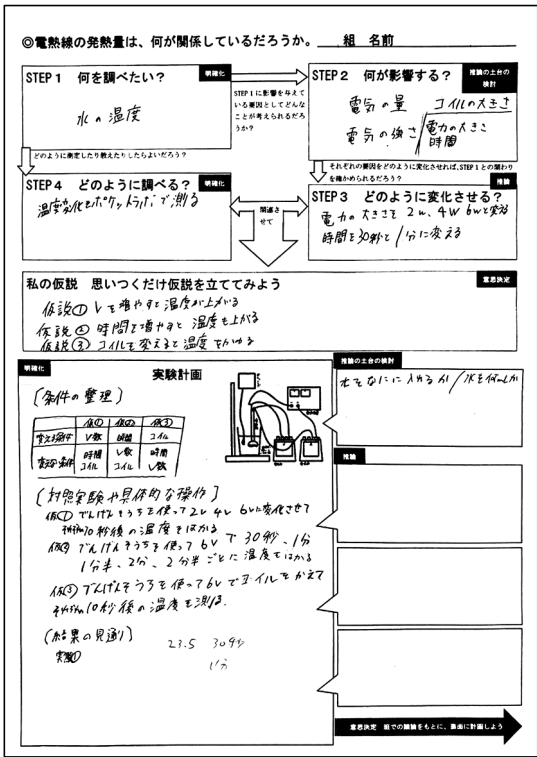 ◎電熱線の発熱量は、何が関係しているだろうか。 組 名前
STEP1 何を調べたい？
明確化
水の温度
STEP1に影響を与えて
いる要因としてどんな
ことが考えられるだろ
うか？
STEP2 何が影響する？
推論の土台の
検討
電気の量 コイルの大きさ
電気の強さ/電力の大きさ
時間
どのように測定したり数えたりしたらよいだろう？
それぞれの要因をどのように変化させれば、STEP1との関わり
を確かめられるだろう？
STEP4 どのように調べる？
明確化
温度変化をポケットラボで測る
関連さ
せて
STEP3 どのように変化させる？
推論
電力の大きさを2w、4w 6wと変える
時間を30秒と1分に変える
私の仮説 思いつくだけ仮説を立ててみよう
意思決定
仮説① Vを増やすと温度が上がる
仮説② 時間を増やすと温度も上がる
仮説③ コイルを変えると温度もかわる
明確化
実験計画
[条件の整理]
仮① 仮② 仮③
変える条件 V数 時間 コイル
変えない条件 時間 V数 時間
コイル コイル V数
[対照実験や具体的な操作]
仮① でんげんそうちを使って2v 4v 6vに変化させて
それぞれ10秒後の温度をはかる
仮② でんげんそうちを使って6vで30秒、1分
1分半、2分、2分半ごとに温度をはかる
仮③ でんげんそうちを使って6vでコイルをかえて
それぞれ10秒後の温度を測る.
(結果の見通り)
実験①
23.5 30秒
1分
推論の土台の検討
水をなにに入れるか/水を何mLか
推論
意思決定 組での議論をもとに、裏面に計画しよう